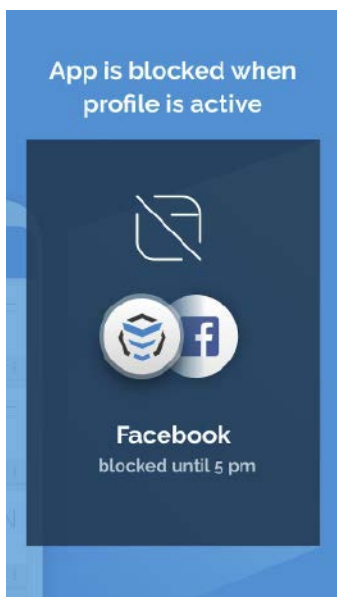 App is blocked when
profile is active
Facebook
blocked until 5 pm